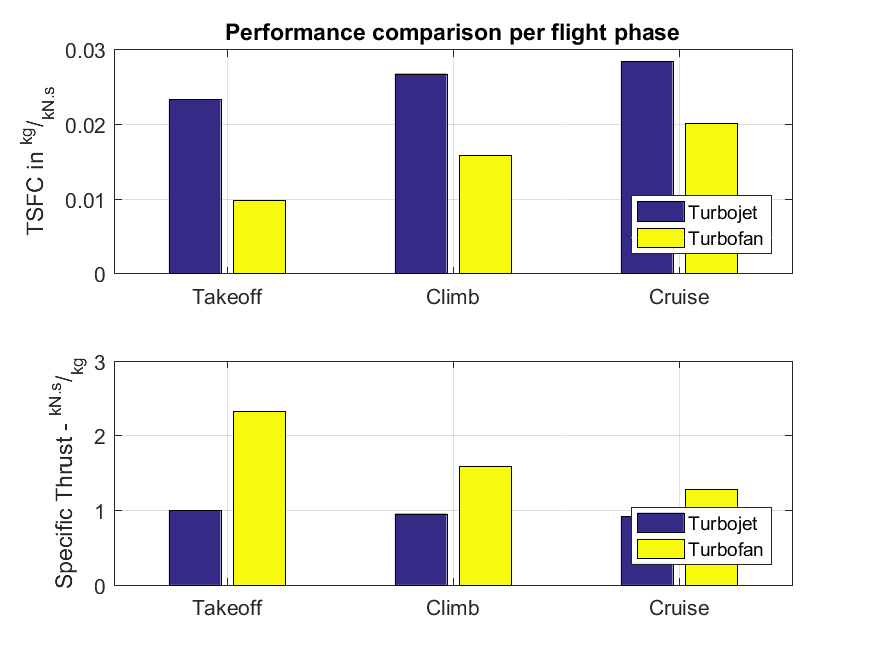 Performance comparison per flight phase
TSFC in kg/kN.s
0.03
0.02
0.01
0
Takeoff Climb Cruise
Turbojet
Turbofan
Specific Thrust - kN.s/kg
3
2
1
0
Takeoff Climb Cruise
Turbojet
Turbofan